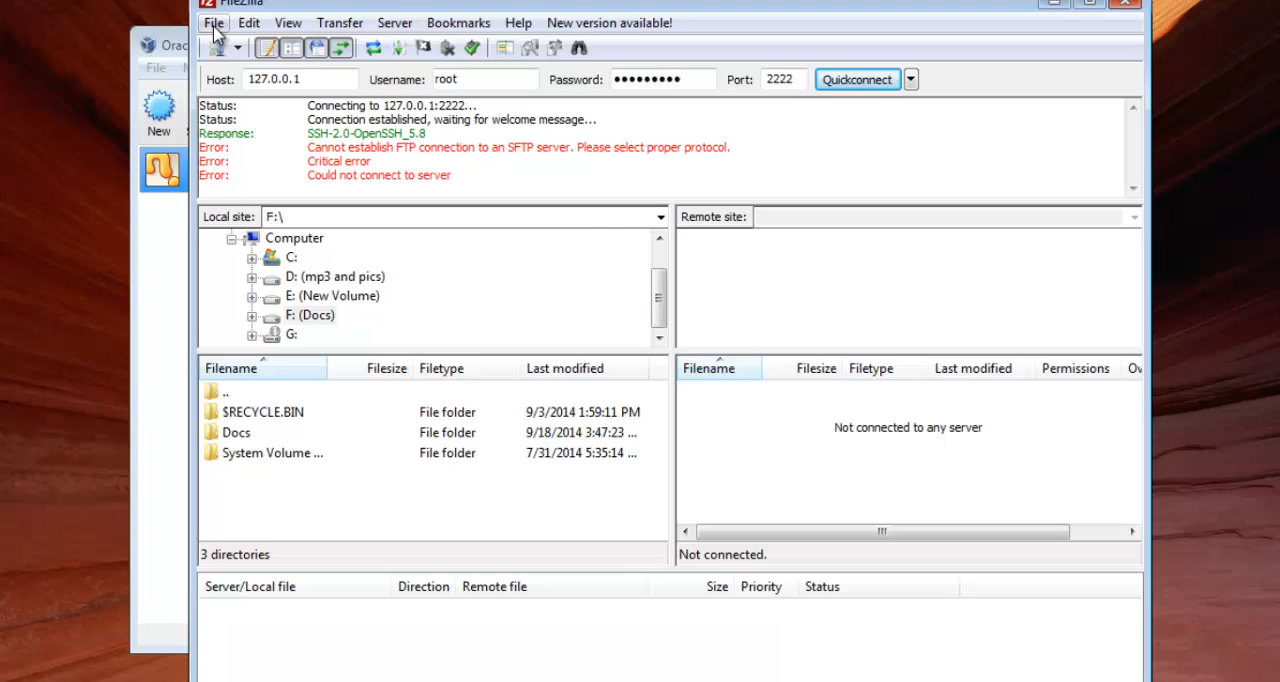 FileZilla
File Edit View Transfer Server Bookmarks Help New version available!
Orac
File
Host: 127.0.0.1 Username: root Password: ●●●●●●●●● Port: 2222 Quickconnect
New
Status: Connecting to 127.0.0.1:2222...
Status: Connection established, waiting for welcome message...
Response: SSH-2.0-OpenSSH_5.8
Error: Cannot establish FTP connection to an SFTP server. Please select proper protocol.
Error: Critical error
Error: Could not connect to server
Local site: F:\ Remote site:
Computer
C:
D: (mp3 and pics)
E: (New Volume)
F: (Docs)
G:
Filename Filesize Filetype Last modified Filename Filesize Filetype Last modified Permissions Ow
..
$RECYCLE.BIN File folder 9/3/2014 1:59:11 PM
Docs File folder 9/18/2014 3:47:23 ...
System Volume ... File folder 7/31/2014 5:35:14 ...
Not connected to any server
3 directories Not connected.
Server/Local file Direction Remote file Size Priority Status